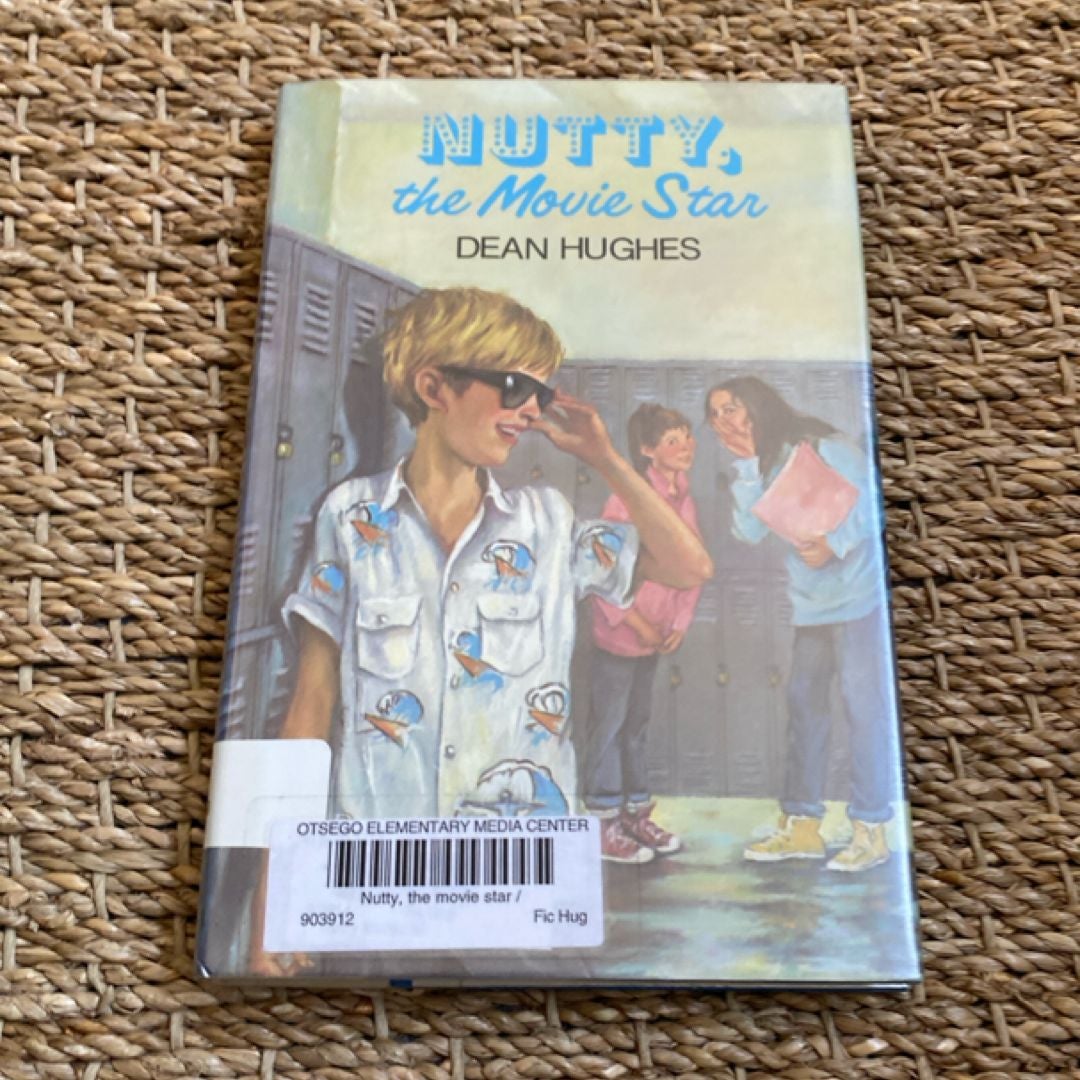 NUTTY,
the Movie Star
DEAN HUGHES
OTSEGO ELEMENTARY MEDIA CENTER
Nutty, the movie star /
903912 Fic Hug